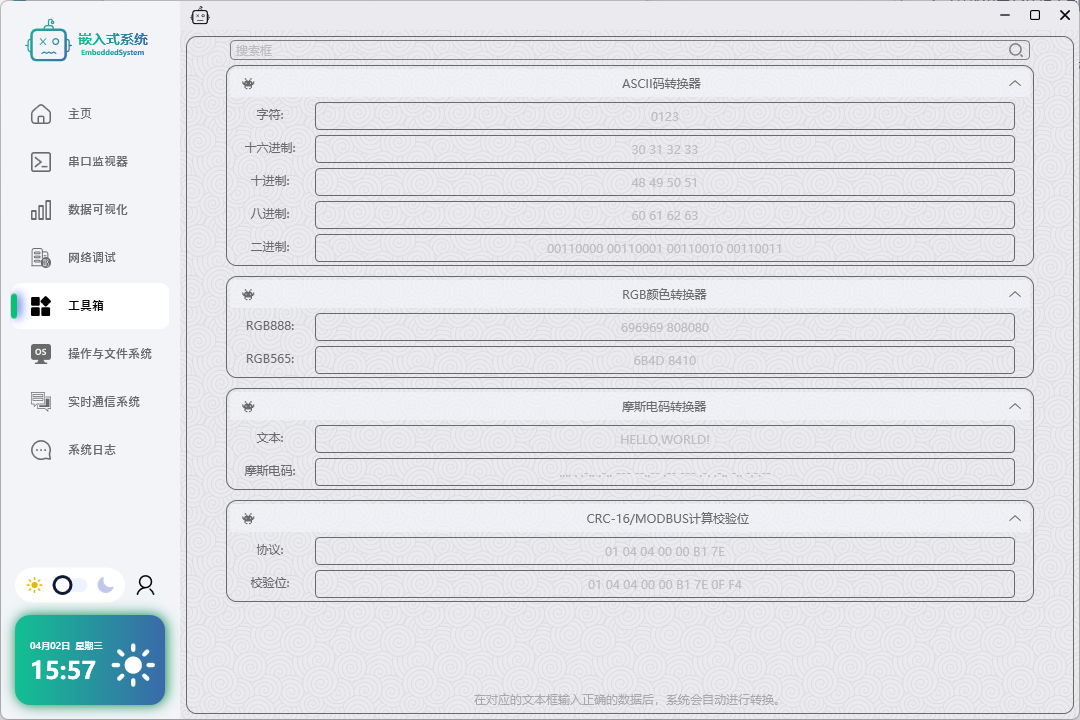 嵌入式系统
EmbeddedSystem
主页
串口监视器
数据可视化
网络调试
工具箱
OS
操作与文件系统
实时通信系统
系统日志
04月02日 星期三
15:57
搜索框
ASCII码转换器
字符: 0123
十六进制: 30 31 32 33
十进制: 48 49 50 51
八进制: 60 61 62 63
二进制: 00110000 00110001 00110010 00110011
RGB颜色转换器
RGB888: 696969 808080
RGB565: 6B4D 8410
摩斯电码转换器
文本: HELLO,WORLD!
摩斯电码:
CRC-16/MODBUS计算校验位
协议: 01 04 04 00 00 B1 7E
校验位: 01 04 04 00 00 B1 7E 0F F4
在对应的文本框输入正确的数据后，系统会自动进行转换。